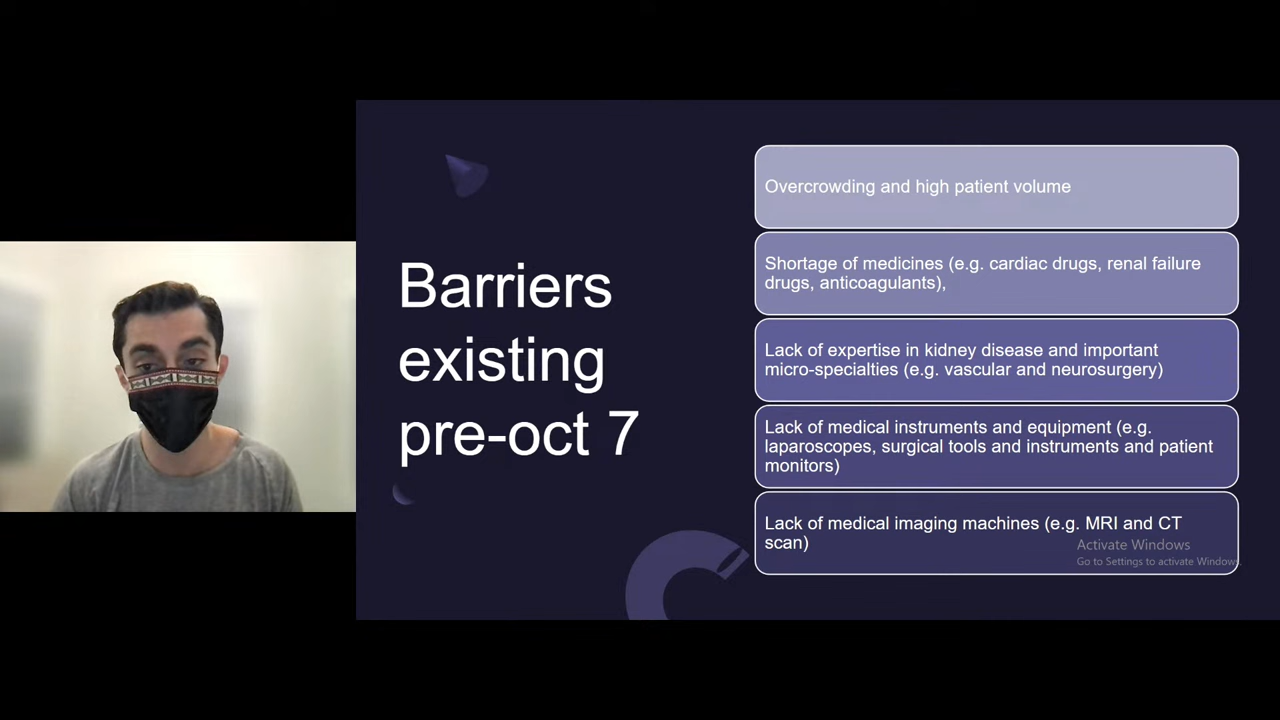 Barriers
existing
pre-oct 7
Overcrowding and high patient volume
Shortage of medicines (e.g. cardiac drugs, renal failure
drugs, anticoagulants),
Lack of expertise in kidney disease and important
micro-specialties (e.g. vascular and neurosurgery)
Lack of medical instruments and equipment (e.g.
laparoscopes, surgical tools and instruments and patient
monitors)
Lack of medical imaging machines (e.g. MRI and CT
scan)
Activate Windows
Go to Settings to activate Windows.